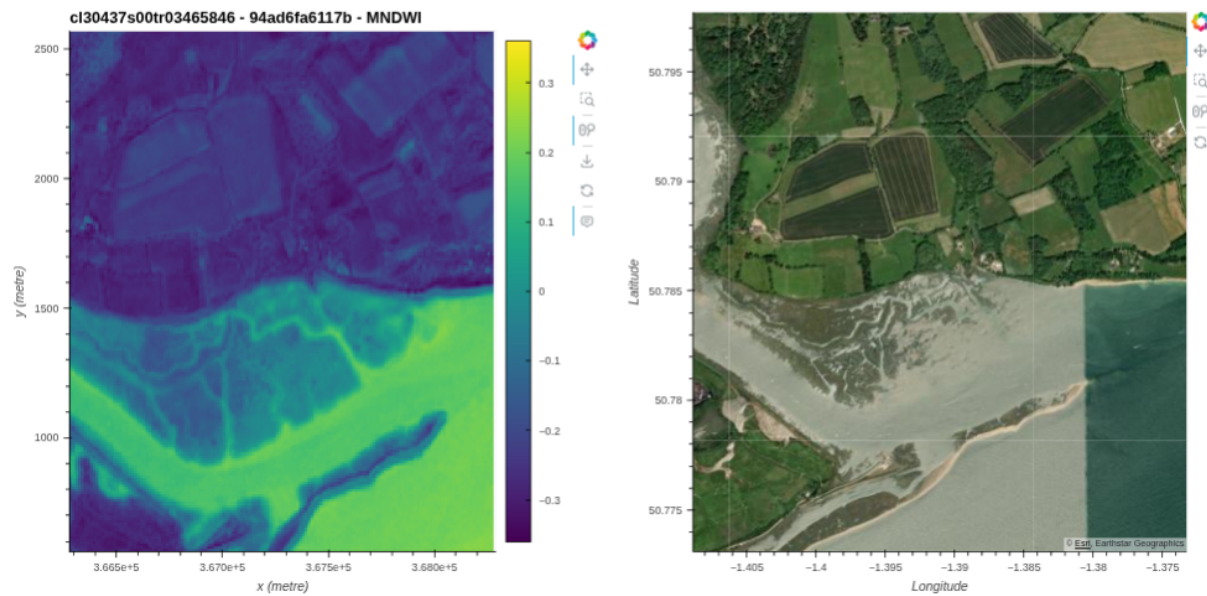 cl30437s00tr03465846 - 94ad6fa6117b - MNDWI
2500
2000
1500
1000
y (metre)
3.665e+5
3.670e+5
3.675e+5
3.680e+5
x (metre)
0.3
0.2
0.1
0
−0.1
−0.2
−0.3
50.795
50.79
50.785
50.78
50.775
Latitude
© Esri, Earthstar Geographics
−1.405
−1.4
−1.395
−1.39
−1.385
−1.38
−1.375
Longitude